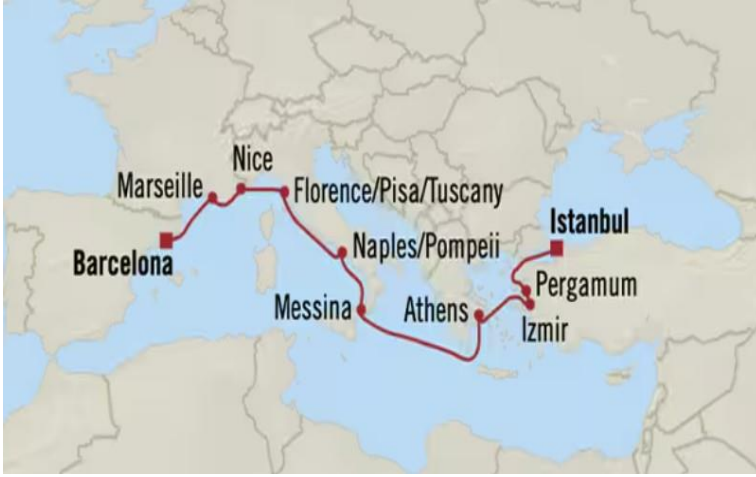 Nice
Marseille
Florence/Pisa/Tuscany
Barcelona
Naples/Pompeii
Istanbul
Messina
Athens
Pergamum
Izmir